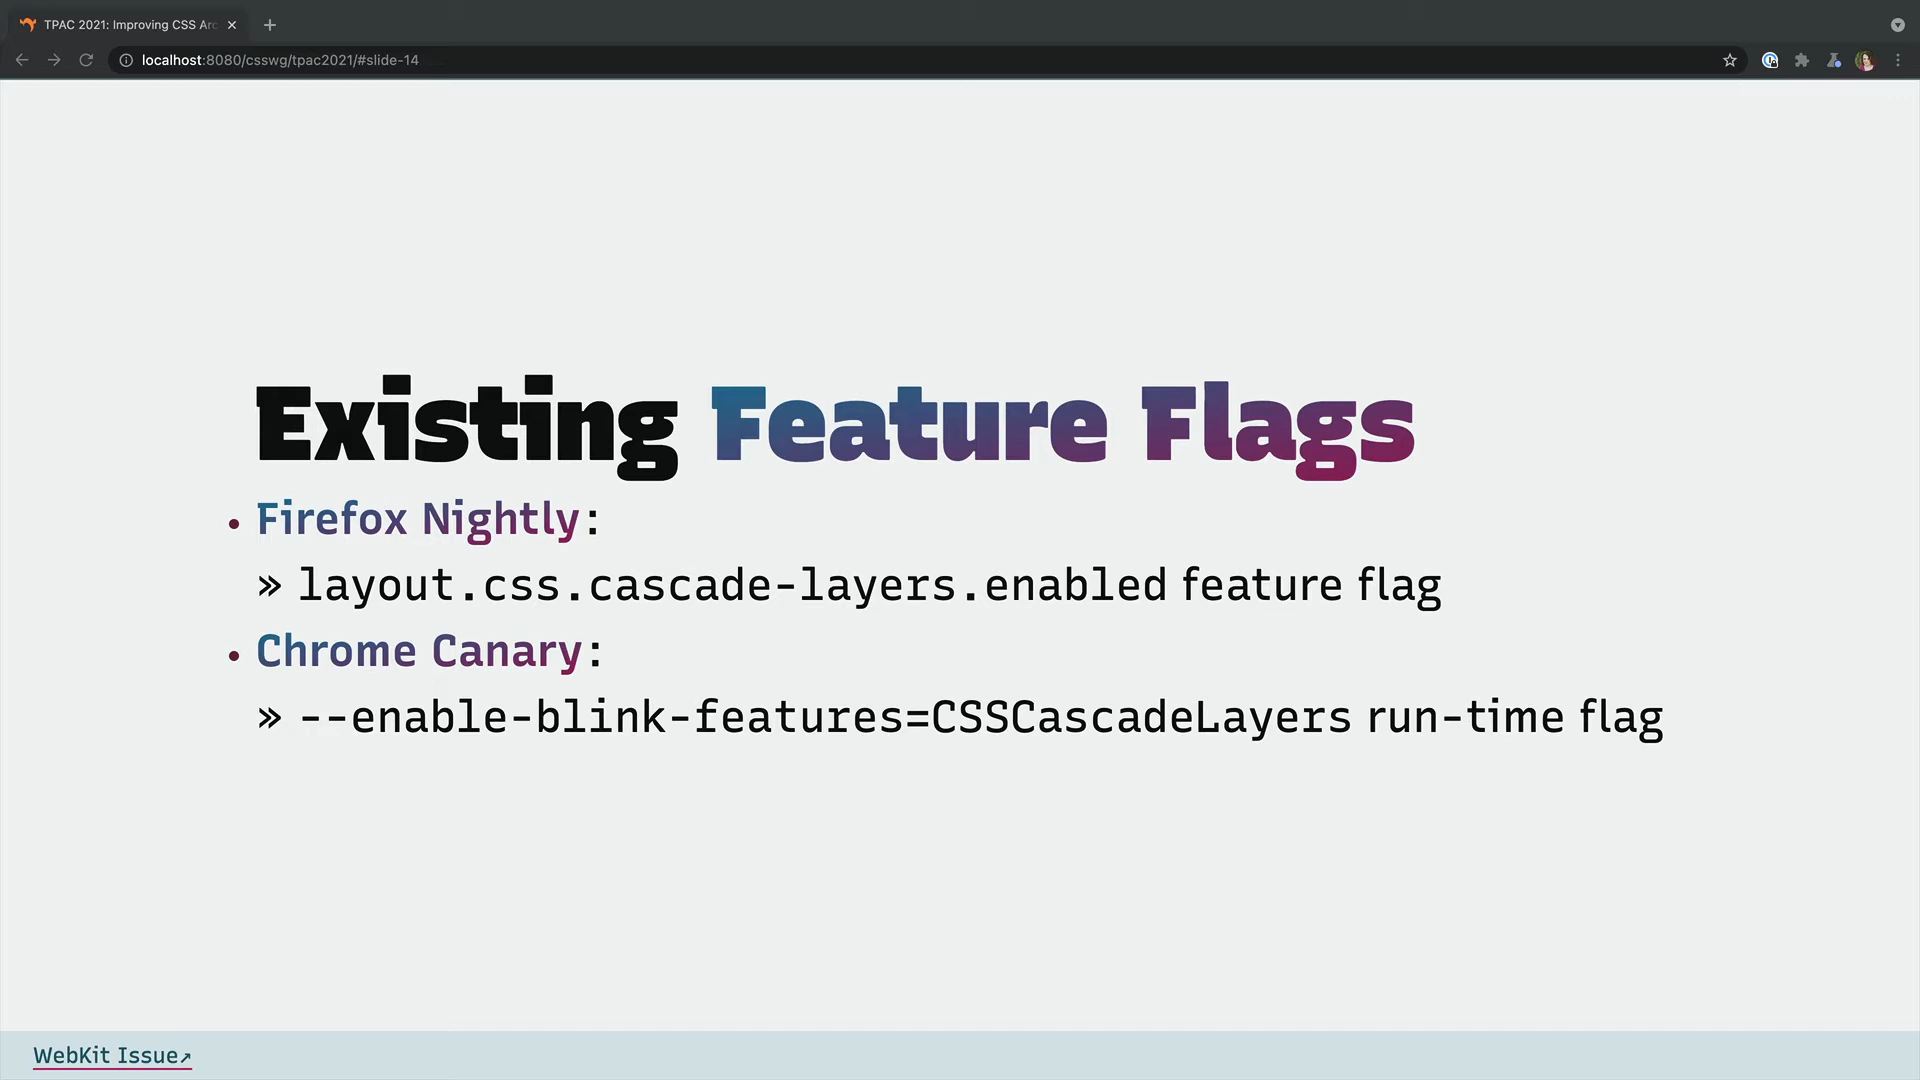 TPAC 2021: Improving CSS Arc
localhost:8080/csswg/tpac2021/#slide-14
Existing Feature Flags
• Firefox Nightly:
» layout.css.cascade-layers.enabled feature flag
• Chrome Canary:
» --enable-blink-features=CSSCascadeLayers run-time flag
WebKit Issue↗